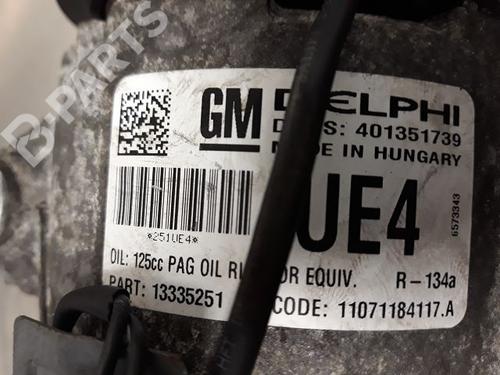 GM DELPHI
401351739
MADE IN HUNGARY
*251UE4*
UE4
6573343
OIL: 125cc PAG OIL OR EQUIV. R-134a
PART: 13335251
CODE: 11071184117.A
B-PARTS